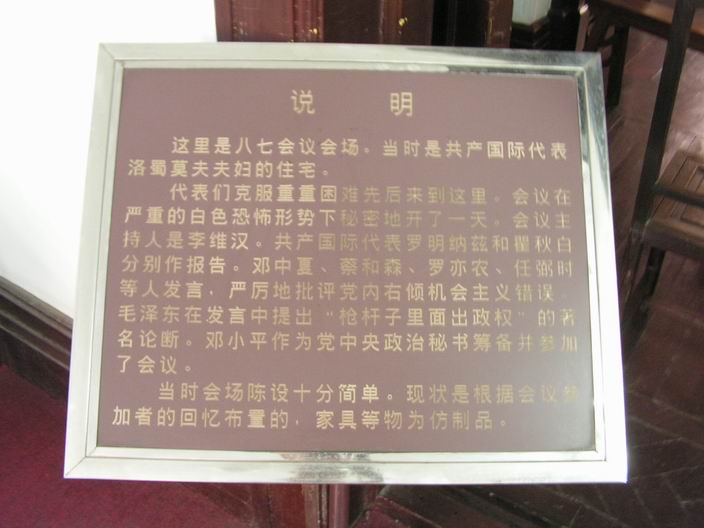 说 明
这里是八七会议会场。当时是共产国际代表
洛蜀莫夫夫妇的住宅。
代表们克服重重困难先后来到这里。会议在
严重的白色恐怖形势下秘密地开了一天。会议主
持人是李维汉。共产国际代表罗明纳兹和瞿秋白
分别作报告。邓中夏、蔡和森、罗亦农、任弼时
等人发言，严厉地批评党内右倾机会主义错误。
毛泽东在发言中提出“枪杆子里面出政权”的著
名论断。邓小平作为党中央政治秘书筹备并参加
了会议。
当时会场陈设十分简单。现状是根据会议参
加者的回忆布置的，家具等物为仿制品。